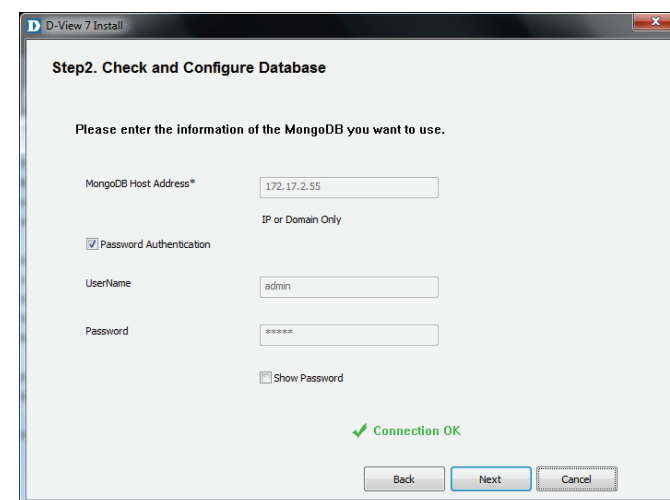 D D-View 7 Install
Step2. Check and Configure Database
Please enter the information of the MongoDB you want to use.
MongoDB Host Address* 172.17.2.55
IP or Domain Only
Password Authentication
UserName admin
Password *****
Show Password
Connection OK
Back Next Cancel